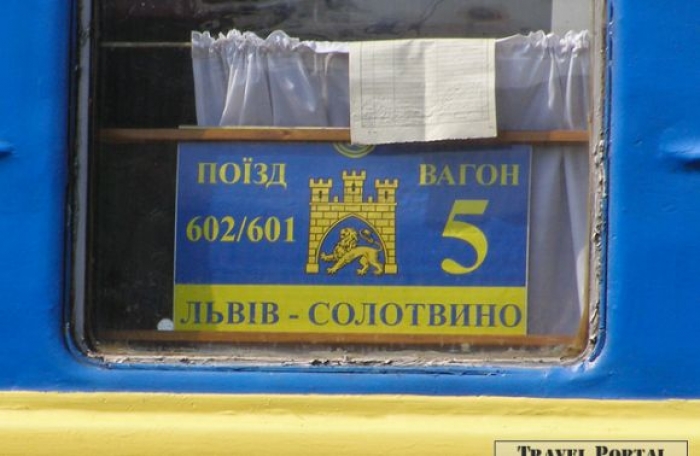 ПОЇЗД ВАГОН
602/601 5
ЛЬВІВ - СОЛОТВИНО
TRAVEL PORTAL